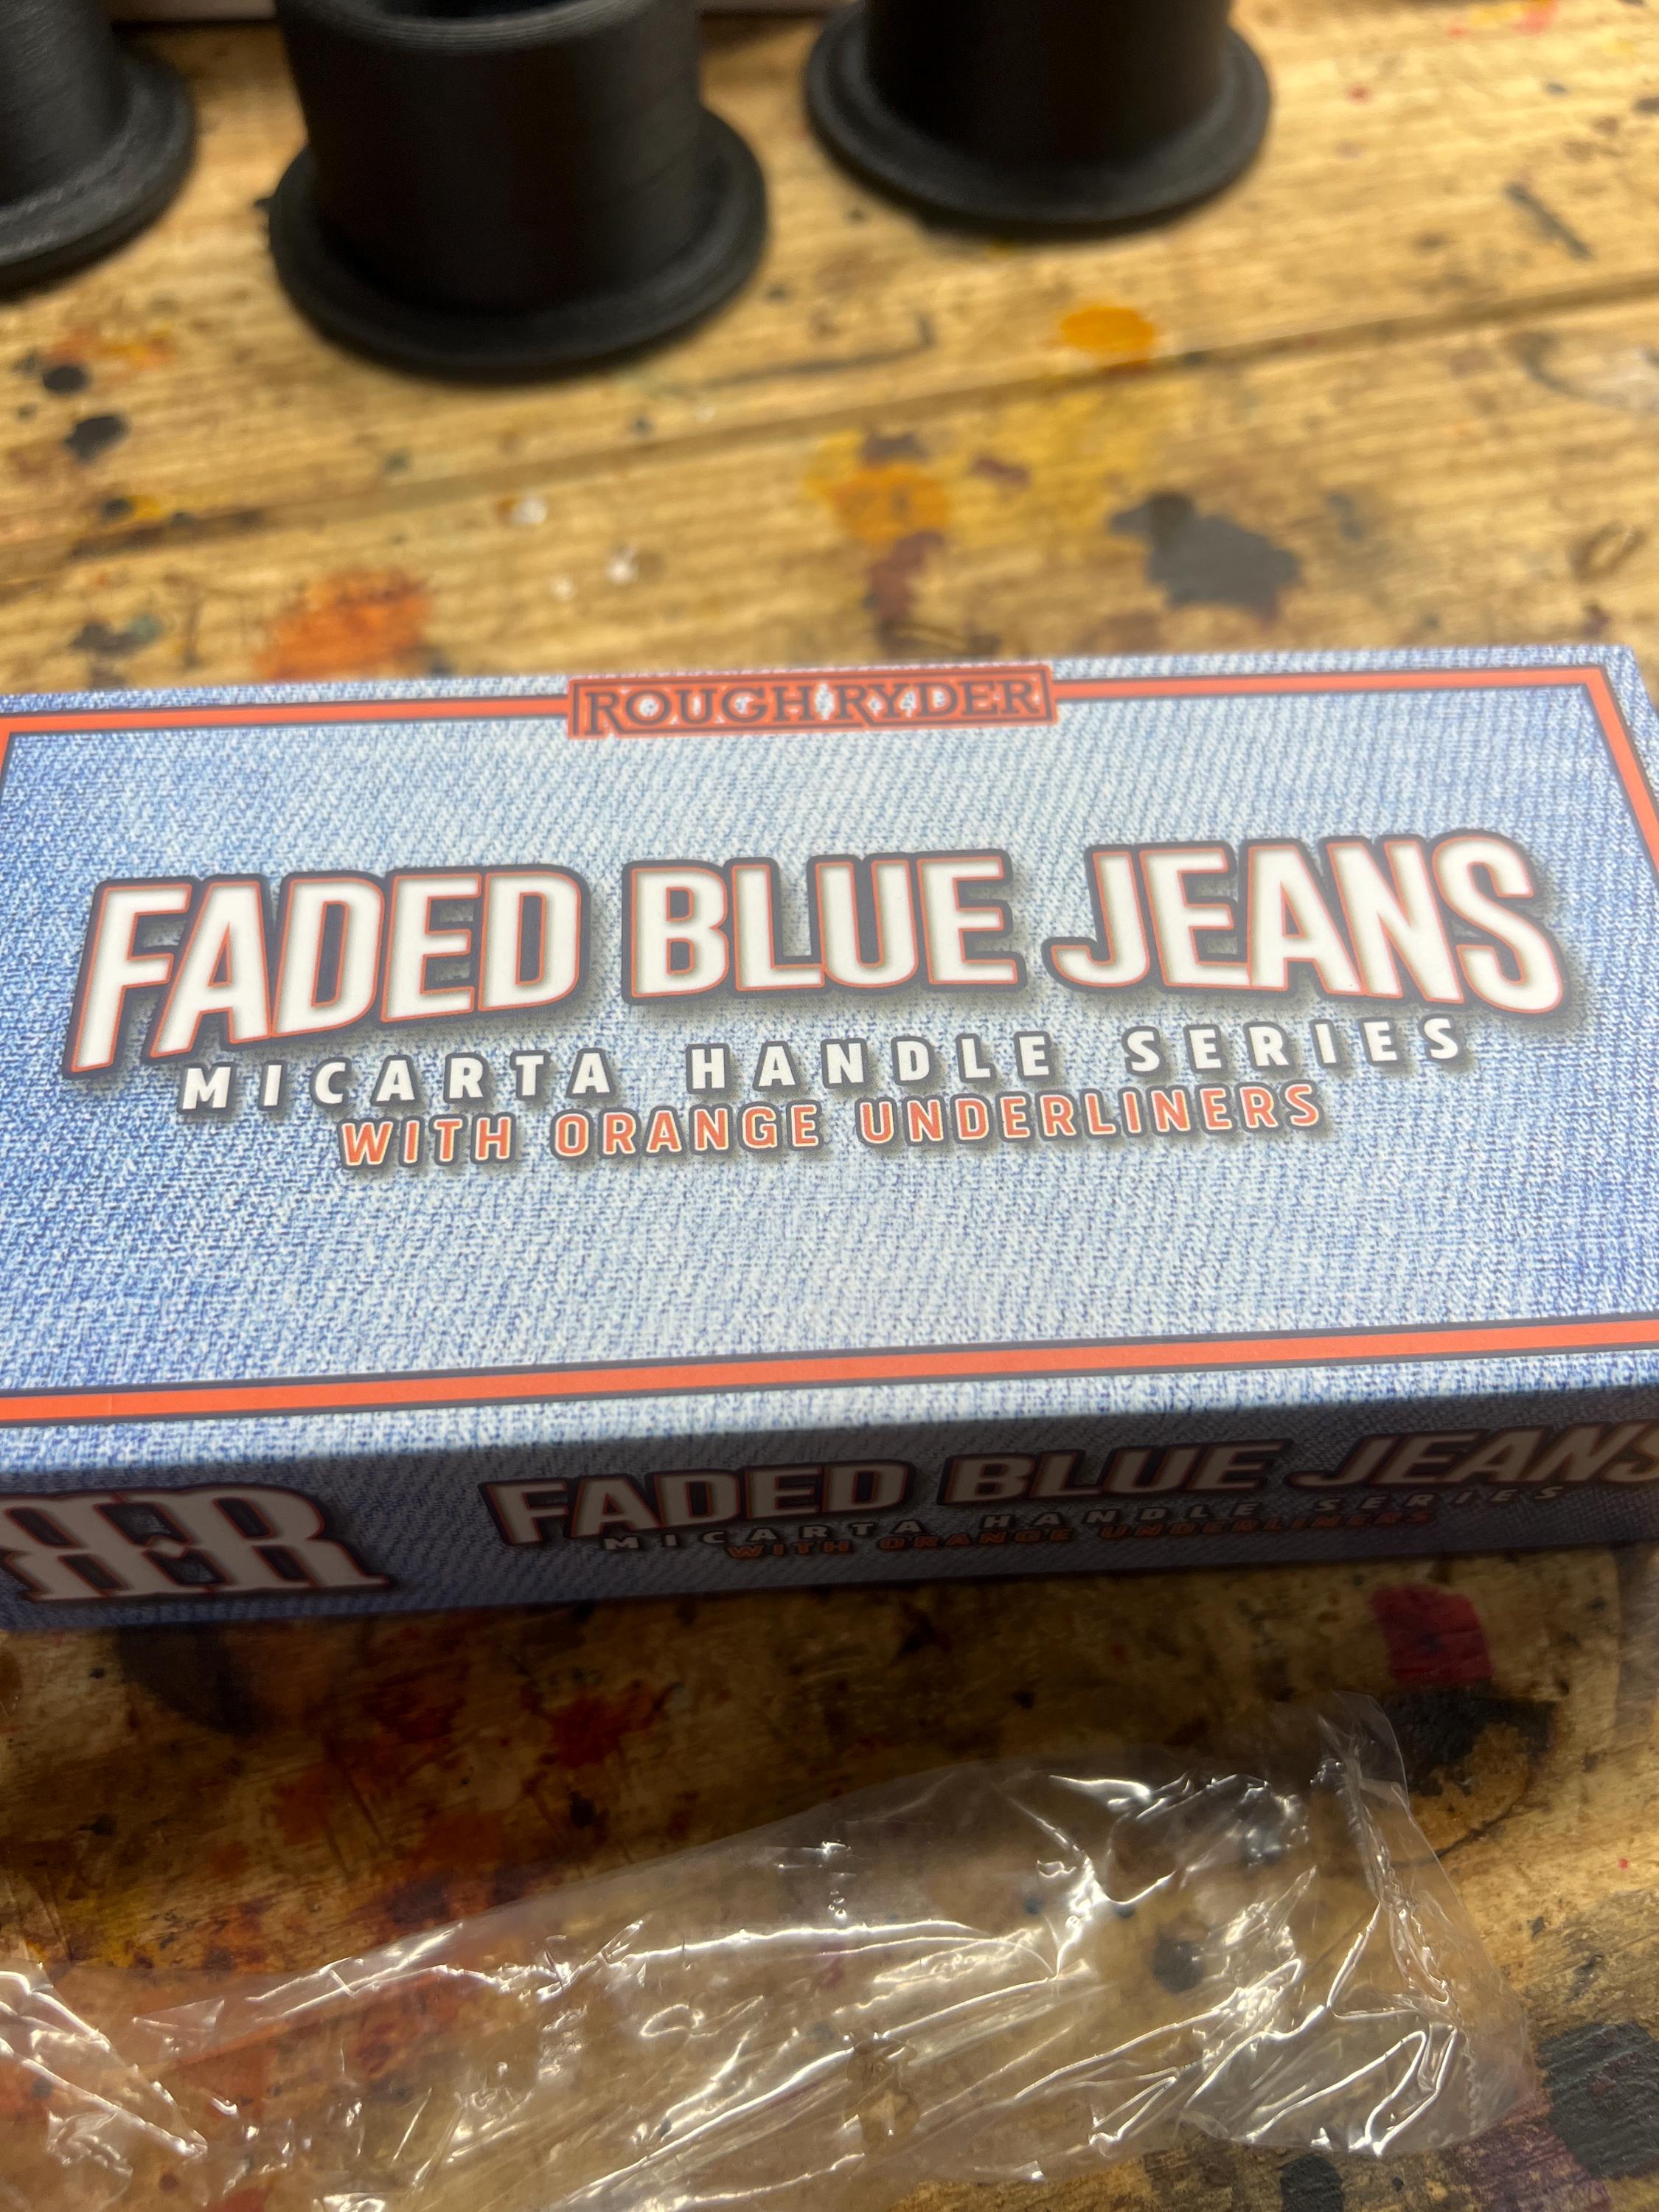 ROUGH RYDER
FADED BLUE JEANS
MICARTA HANDLE SERIES
WITH ORANGE UNDERLINERS
RR
FADED BLUE JEANS
MICARTA HANDLE SERIES
WITH ORANGE UNDERLINERS